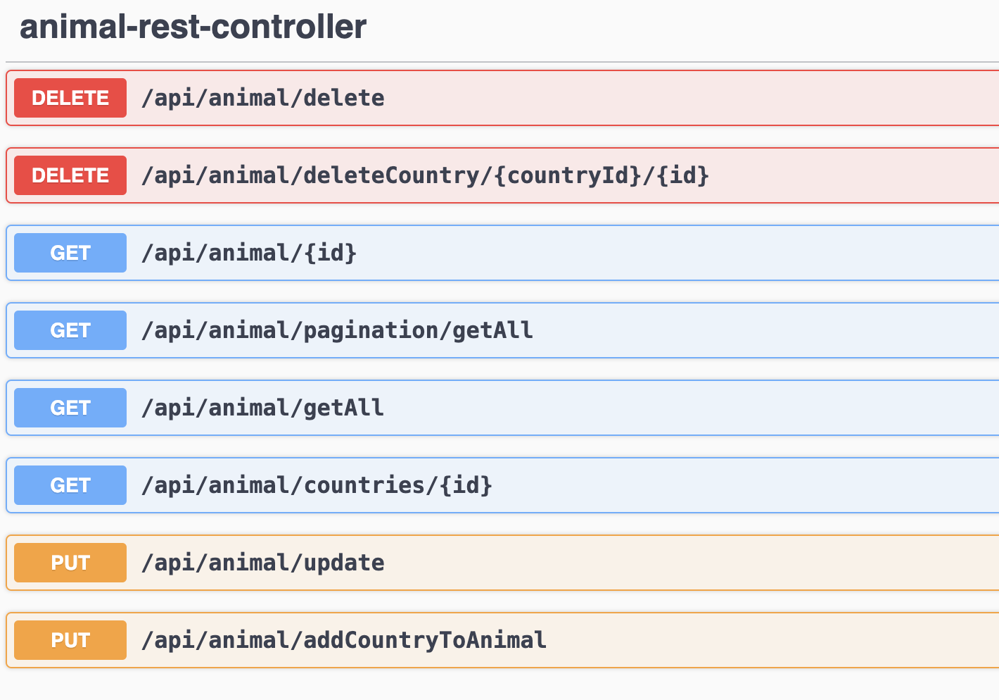 animal-rest-controller
DELETE /api/animal/delete
DELETE /api/animal/deleteCountry/{countryId}/{id}
GET /api/animal/{id}
GET /api/animal/pagination/getAll
GET /api/animal/getAll
GET /api/animal/countries/{id}
PUT /api/animal/update
PUT /api/animal/addCountryToAnimal